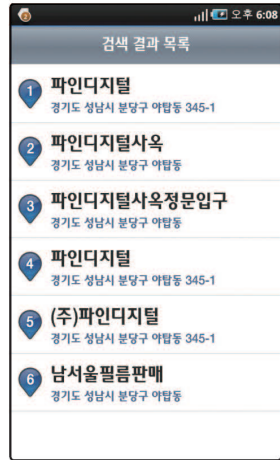 2
오후 6:08
검색 결과 목록
1
파인디지털
경기도 성남시 분당구 야탑동 345-1
2
파인디지털사옥
경기도 성남시 분당구 야탑동
3
파인디지털사옥정문입구
경기도 성남시 분당구 야탑동
4
파인디지털
경기도 성남시 분당구 야탑동 345-1
5
(주)파인디지털
경기도 성남시 분당구 야탑동 345-1
6
남서울필름판매
경기도 성남시 분당구 야탑동